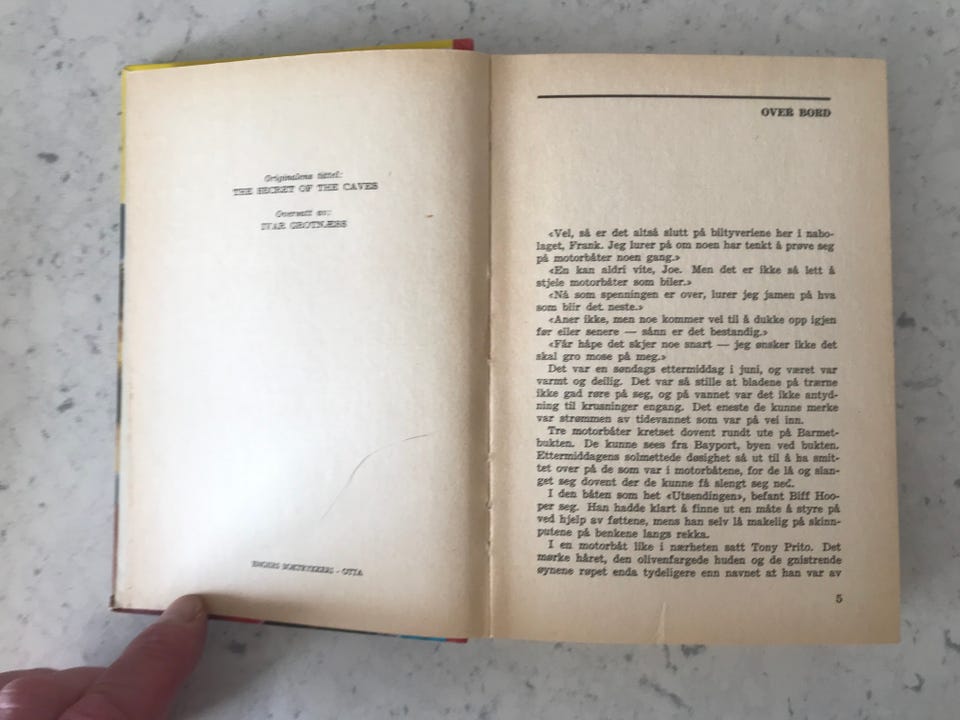 Originalens tittel:
THE SECRET OF THE CAVES
Oversatt av:
IVAR GROTNÆSS
ENGERS BOKTRYKKERI - OTTA
OVER BORD
«Vel, så er det altså slutt på biltyveriene her i nabo-
laget, Frank. Jeg lurer på om noen har tenkt å prøve seg
på motorbåter noen gang.»
«En kan aldri vite, Joe. Men det er ikke så lett å
stjele motorbåter som biler.»
«Nå som spenningen er over, lurer jeg jamen på hva
som blir det neste.»
«Aner ikke, men noe kommer vel til å dukke opp igjen
før eller senere — sånn er det bestandig.»
«Får håpe det skjer noe snart — jeg ønsker ikke det
skal gro mose på meg.»
Det var en søndags ettermiddag i juni, og været var
varmt og deilig. Det var så stille at bladene på trærne
ikke gad røre på seg, og på vannet var det ikke antyd-
ning til krusninger engang. Det eneste de kunne merke
var strømmen av tidevannet som var på vei inn.
Tre motorbåter kretset dovent rundt ute på Barmet-
bukten. De kunne sees fra Bayport, byen ved bukten.
Ettermiddagens solmettede døsighet så ut til å ha smit-
tet over på de som var i motorbåtene, for de lå og slan-
get seg dovent der de kunne få slengt seg ned.
I den båten som het «Utsendingen», befant Biff Hoo-
per seg. Han hadde klart å finne ut en måte å styre på
ved hjelp av føttene, mens han selv lå makelig på skinn-
putene på benkene langs rekka.
I en motorbåt like i nærheten satt Tony Prito. Det
mørke håret, den olivenfargede huden og de gnistrende
øynene røpet enda tydeligere enn navnet at han var av
5